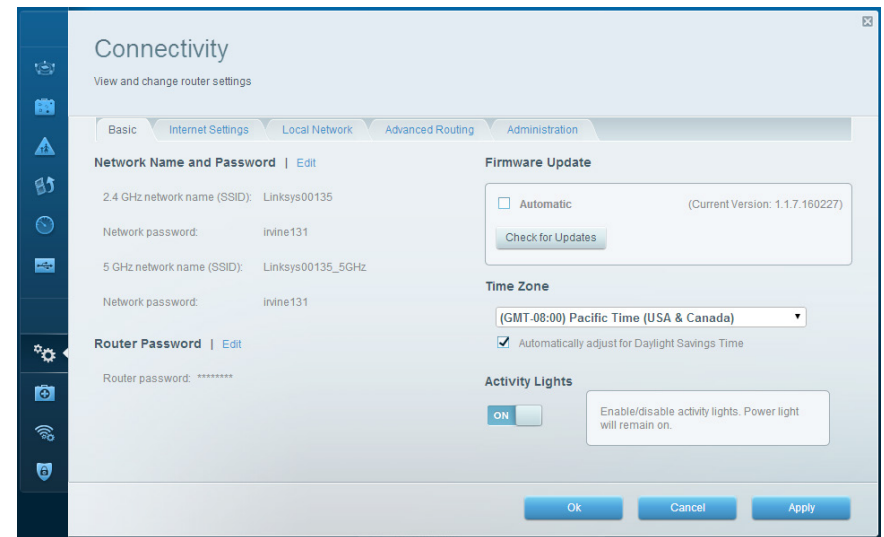 Connectivity
View and change router settings
Basic
Internet Settings
Local Network
Advanced Routing
Administration
Network Name and Password | Edit
2.4 GHz network name (SSID): Linksys00135
Network password: irvine131
5 GHz network name (SSID): Linksys00135_5GHz
Network password: irvine131
Router Password | Edit
Router password: ********
Firmware Update
Automatic
(Current Version: 1.1.7.160227)
Check for Updates
Time Zone
(GMT-08:00) Pacific Time (USA & Canada)
Automatically adjust for Daylight Savings Time
Activity Lights
ON
Enable/disable activity lights. Power light
will remain on.
Ok
Cancel
Apply